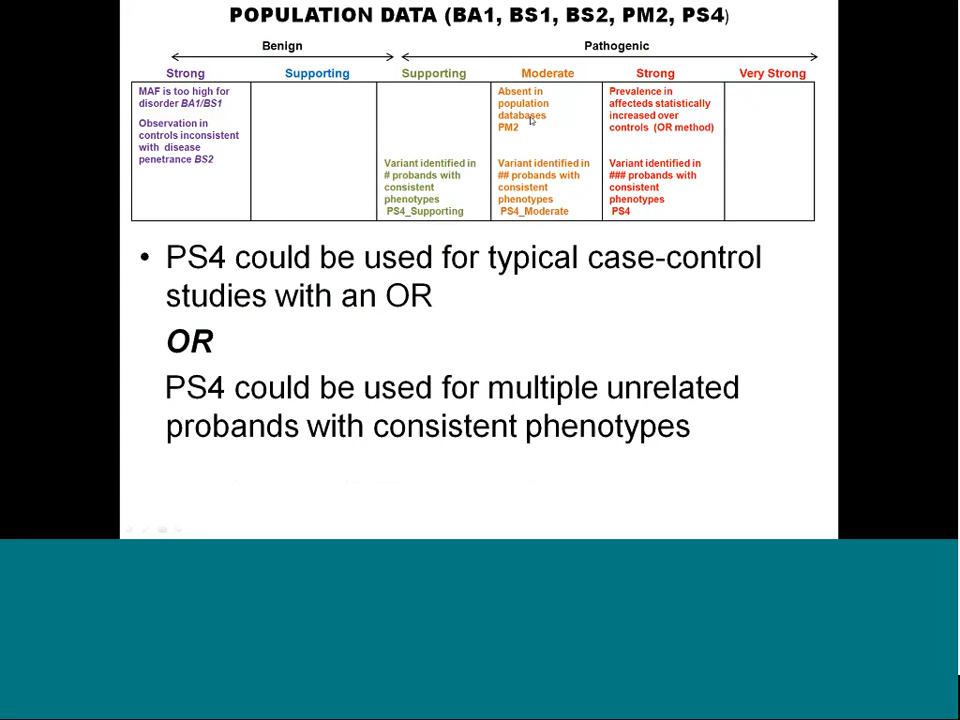 POPULATION DATA (BA1, BS1, BS2, PM2, PS4)
Benign
Pathogenic
Strong
Supporting
Supporting
Moderate
Strong
Very Strong
MAF is too high for
disorder BA1/BS1
Observation in
controls inconsistent
with disease
penetrance BS2
Variant identified in
# probands with
consistent
phenotypes
PS4_Supporting
Absent in
population
databases
PM2
Variant identified in
## probands with
consistent
phenotypes
PS4_Moderate
Prevalence in
affecteds statistically
increased over
controls (OR method)
Variant identified in
### probands with
consistent
phenotypes
PS4
• PS4 could be used for typical case-control
studies with an OR
OR
PS4 could be used for multiple unrelated
probands with consistent phenotypes